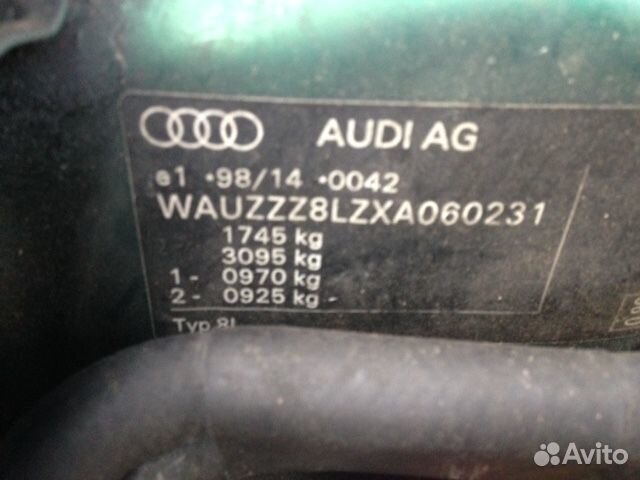 AUDI AG
e1 *98/14 *0042
WAUZZZ8LZXA060231
1745 kg
3095 kg
1- 0970 kg
2- 0925 kg -
Typ 8L
Avito